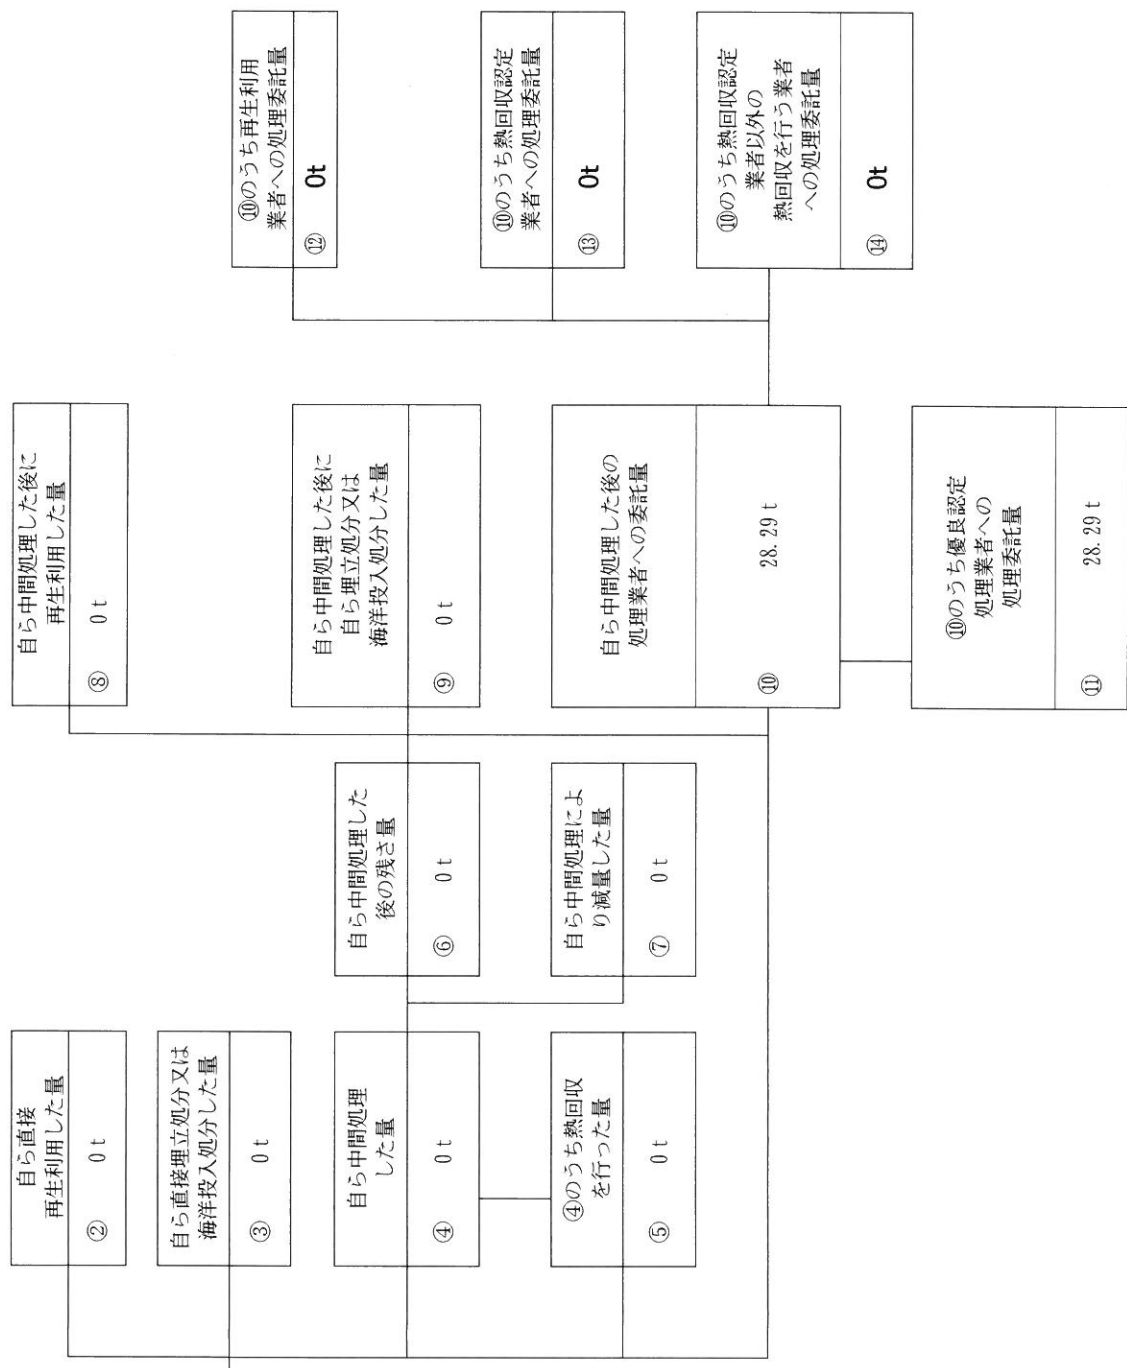 自ら直接
再生利用した量
② 0 t
自ら直接埋立処分又は
海洋投入処分した量
③ 0 t
自ら中間処理
した量
④ 0 t
④のうち熱回収
を行った量
⑤ 0 t
自ら中間処理した
後の残さ量
⑥ 0 t
自ら中間処理によ
り減量した量
⑦ 0 t
自ら中間処理した後に
再生利用した量
⑧ 0 t
自ら中間処理した後に
自ら埋立処分又は
海洋投入処分した量
⑨ 0 t
自ら中間処理した後の
処理業者への委託量
⑩ 28.29 t
⑩のうち優良認定
処理業者への
処理委託量
⑪ 28.29 t
⑩のうち再生利用
業者への処理委託量
⑫ 0t
⑩のうち熱回収認定
業者への処理委託量
⑬ 0t
⑩のうち熱回収認定
業者以外の
熱回収を行う業者
への処理委託量
⑭ 0t